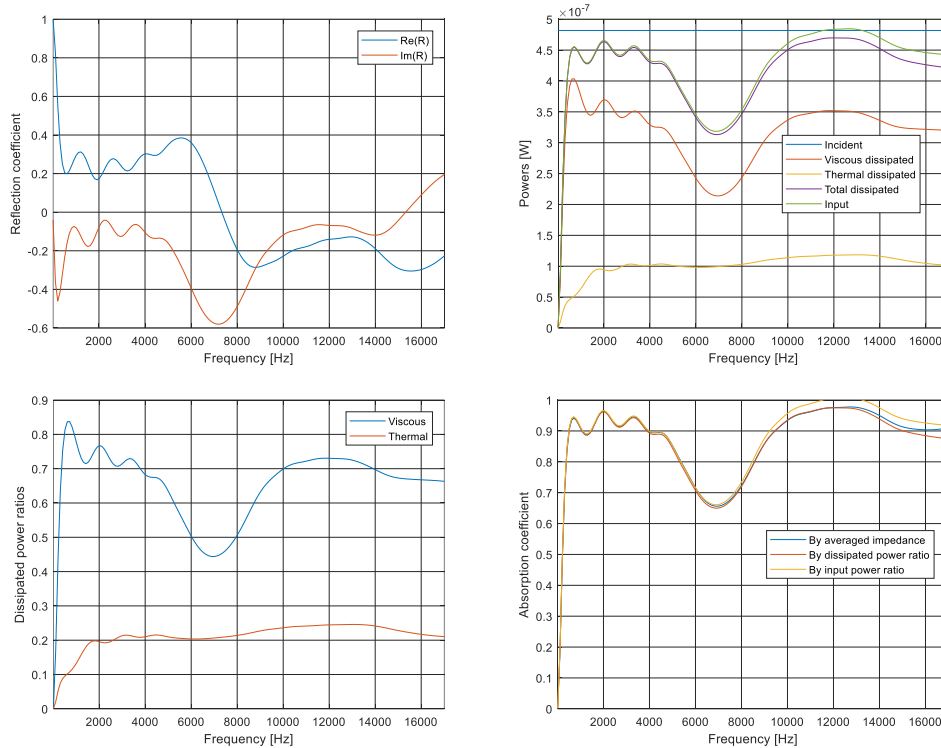 Reflection coefficient
1
0.8
0.6
0.4
0.2
0
-0.2
-0.4
-0.6
2000 4000 6000 8000 10000 12000 14000 16000
Frequency [Hz]
Re(R)
Im(R)
×10⁻⁷
Powers [W]
5
4.5
4
3.5
3
2.5
2
1.5
1
0.5
0
2000 4000 6000 8000 10000 12000 14000 16000
Frequency [Hz]
Incident
Viscous dissipated
Thermal dissipated
Total dissipated
Input
Dissipated power ratios
0.9
0.8
0.7
0.6
0.5
0.4
0.3
0.2
0.1
0
2000 4000 6000 8000 10000 12000 14000 16000
Frequency [Hz]
Viscous
Thermal
Absorption coefficient
1
0.9
0.8
0.7
0.6
0.5
0.4
0.3
0.2
0.1
0
2000 4000 6000 8000 10000 12000 14000 16000
Frequency [Hz]
By averaged impedance
By dissipated power ratio
By input power ratio